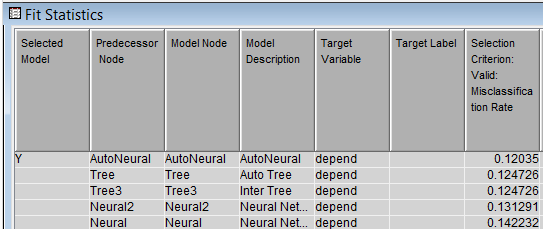 Fit Statistics
Selected Model Predecessor Node Model Node Model Description Target Variable Target Label Selection Criterion: Valid: Misclassifica tion Rate
Y AutoNeural AutoNeural AutoNeural depend 0.12035
Tree Tree Auto Tree depend 0.124726
Tree3 Tree3 Inter Tree depend 0.124726
Neural2 Neural2 Neural Net... depend 0.131291
Neural Neural Neural Net... depend 0.142232